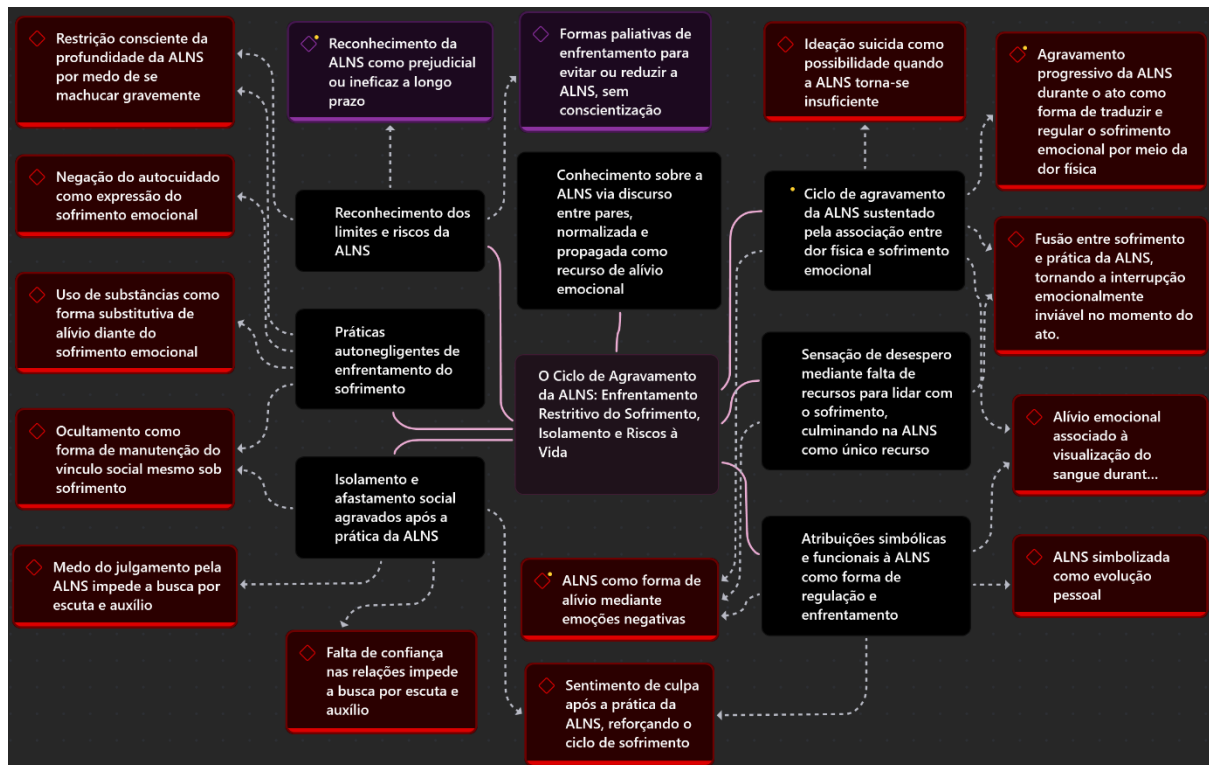 Restrição consciente da
profundidade da ALNS
por medo de se
machucar gravemente
Reconhecimento da
ALNS como prejudicial
ou ineficaz a longo
prazo
Formas paliativas de
enfrentamento para
evitar ou reduzir a
ALNS, sem
conscientização
Ideação suicida como
possibilidade quando
a ALNS torna-se
insuficiente
Agravamento
progressivo da ALNS
durante o ato como
forma de traduzir e
regular o sofrimento
emocional por meio da
dor física
Negação do autocuidado
como expressão do
sofrimento emocional
Reconhecimento dos
limites e riscos da
ALNS
Conhecimento sobre a
ALNS via discurso
entre pares,
normalizada e
propagada como
recurso de alívio
emocional
Ciclo de agravamento
da ALNS sustentado
pela associação entre
dor física e sofrimento
emocional
Fusão entre sofrimento
e prática da ALNS,
tornando a interrupção
emocionalmente
inviável no momento do
ato.
Uso de substâncias como
forma substitutiva de
alívio diante do
sofrimento emocional
Práticas
autonegligentes de
enfrentamento do
sofrimento
O Ciclo de Agravamento
da ALNS: Enfrentamento
Restritivo do Sofrimento,
Isolamento e Riscos à
Vida
Sensação de desespero
mediante falta de
recursos para lidar com
o sofrimento,
culminando na ALNS
como único recurso
Alívio emocional
associado à
visualização do
sangue durant...
Ocultamento como
forma de manutenção do
vínculo social mesmo sob
sofrimento
Isolamento e
afastamento social
agravados após a
prática da ALNS
Atribuições simbólicas
e funcionais à ALNS
como forma de
regulação e
enfrentamento
Medo do julgamento pela
ALNS impede a busca por
escuta e auxílio
ALNS como forma de
alívio mediante
emoções negativas
ALNS simbolizada
como evolução
pessoal
Falta de confiança
nas relações impede
a busca por escuta e
auxílio
Sentimento de culpa
após a prática da
ALNS, reforçando o
ciclo de sofrimento